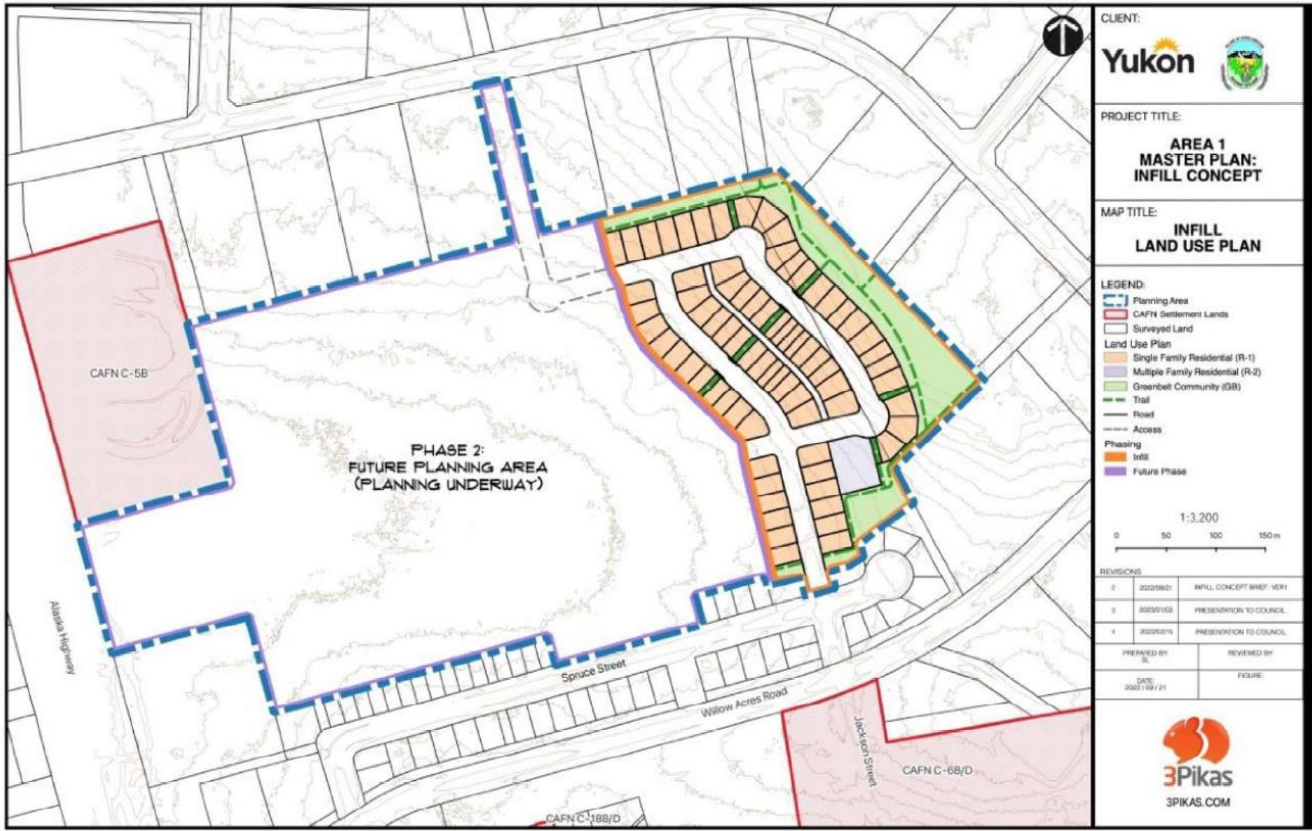 CAFN C-5B
PHASE 2:
FUTURE PLANNING AREA
(PLANNING UNDERWAY)
Alaska Highway
Spruce Street
Willow Acres Road
Jackson Street
CAFN C-6B/D
CAFN C-18B/D
CLIENT:
Yukon
PROJECT TITLE:
AREA 1
MASTER PLAN:
INFILL CONCEPT
MAP TITLE:
INFILL
LAND USE PLAN
LEGEND:
Planning Area
CAFN Settlement Lands
Surveyed Land
Land Use Plan
Single Family Residential (R-1)
Multiple Family Residential (R-2)
Greenbelt Community (GB)
Trail
Road
Access
Phasing
Infill
Future Phase
1:3,200
0 50 100 150 m
REVISIONS
2 2022/09/21 INFILL CONCEPT BRIEF: VER1
3 PRESENTATION TO COUNCIL
4 PRESENTATION TO COUNCIL
PREPARED BY:
REVIEWED BY:
DATE:
2022 / 09 / 21
FIGURE:
3Pikas
3PIKAS.COM